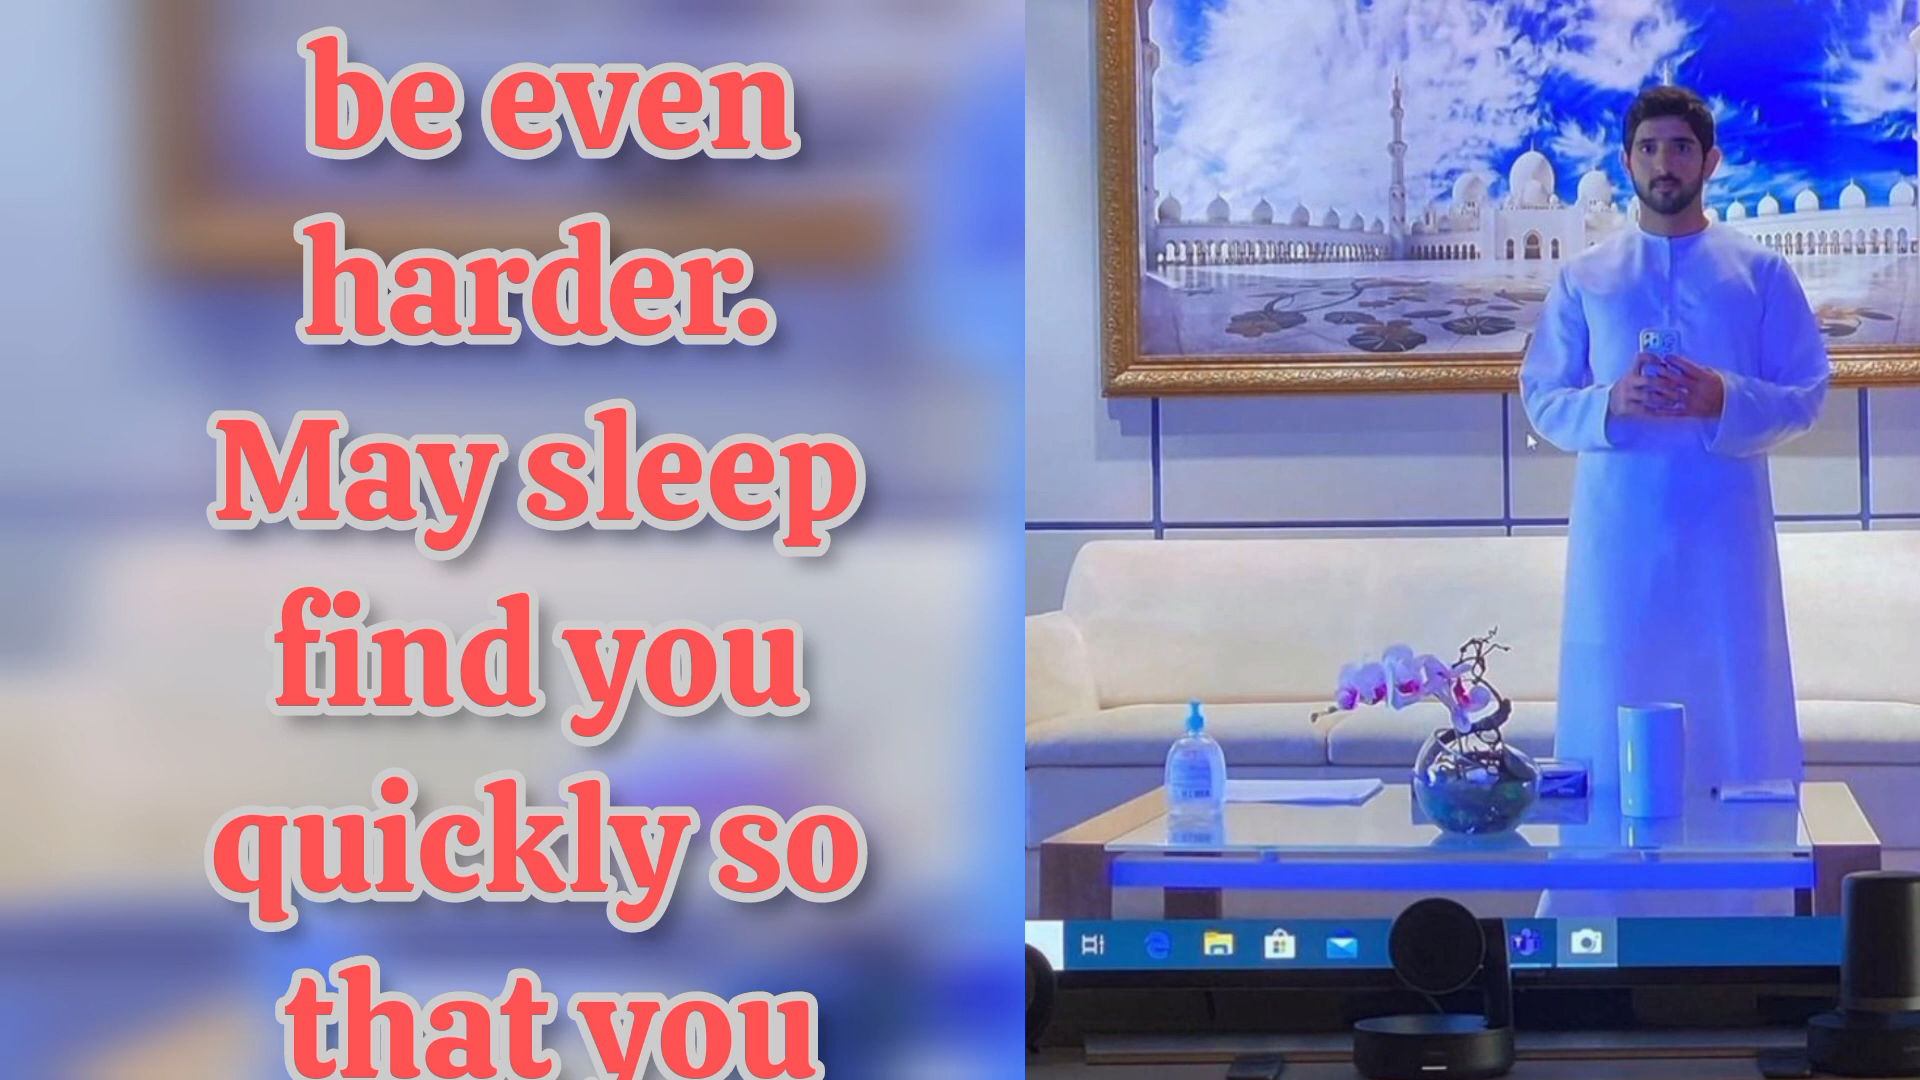 be even
harder.
May sleep
find you
quickly so
that you